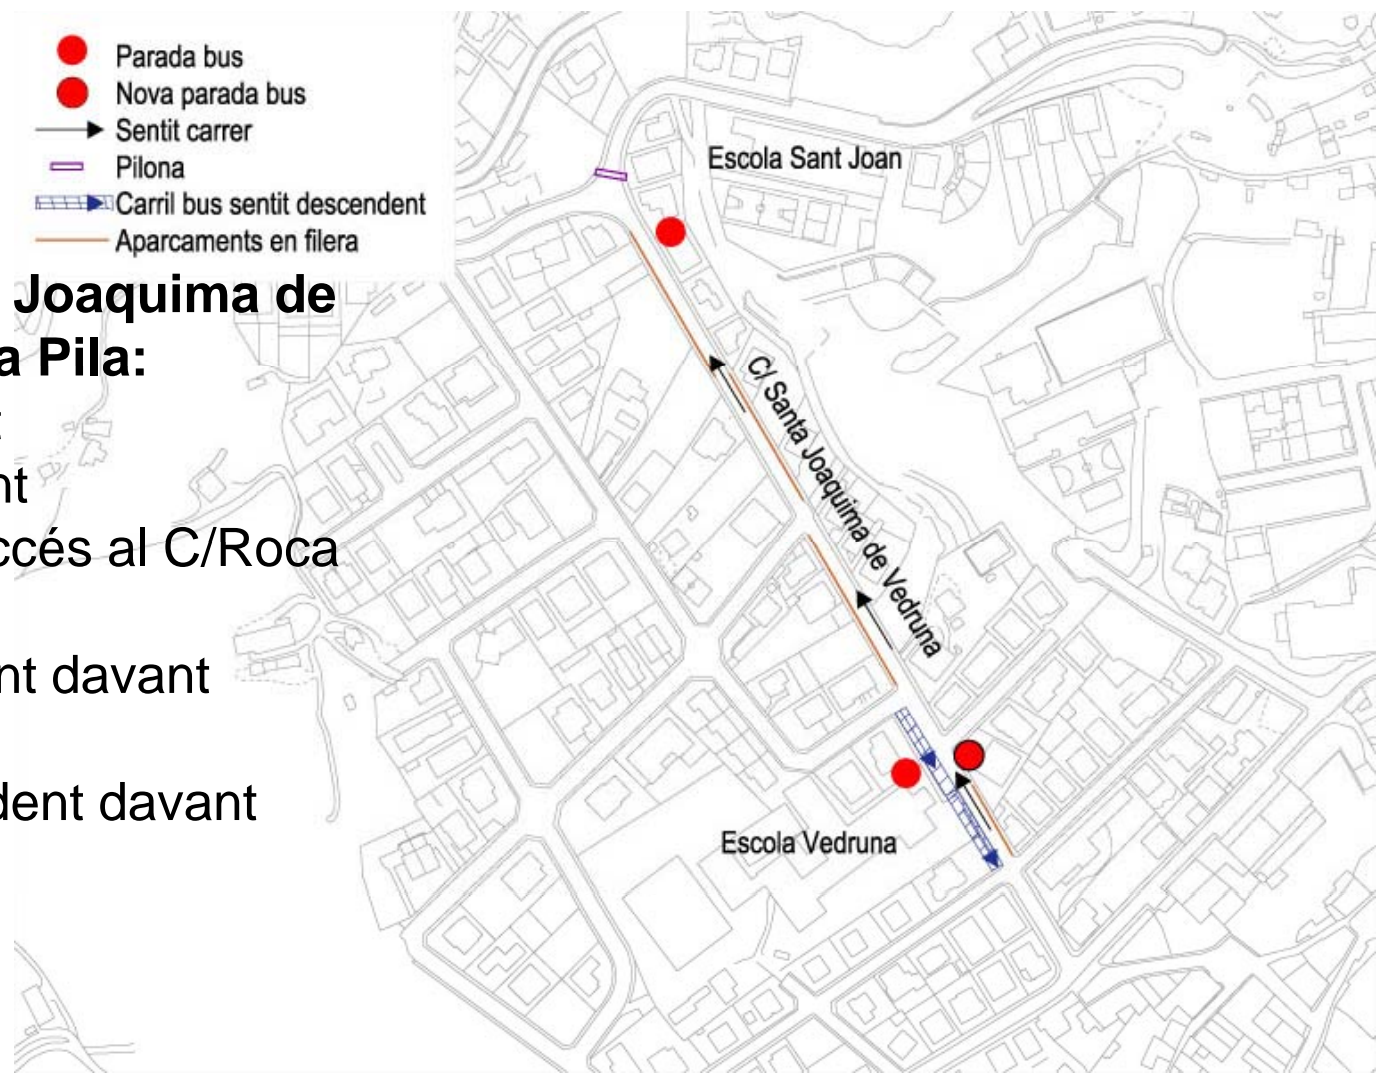 Parada bus
Nova parada bus
Sentit carrer
Pilona
Carril bus sentit descendent
Aparcaments en filera
Joaquima de
a Pila:
nt
ccés al C/Roca
nt davant
dent davant
Escola Sant Joan
C/ Santa Joaquima de Vedruna
Escola Vedruna